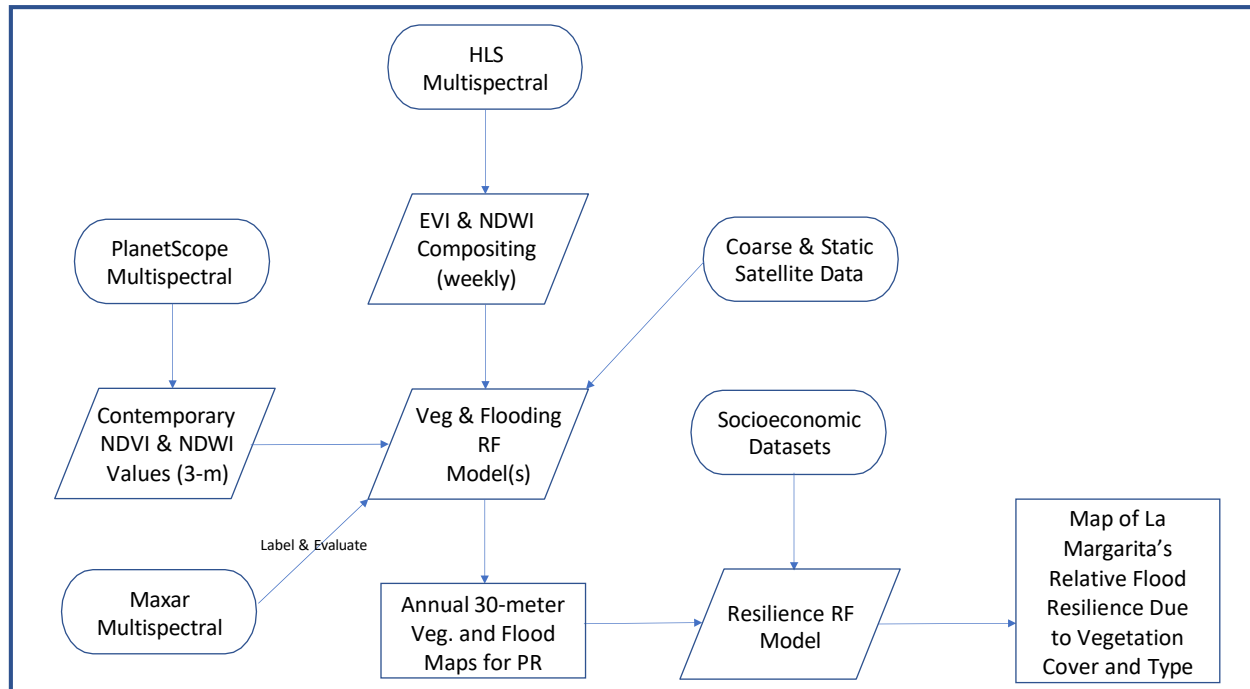 HLS
Multispectral
PlanetScope
Multispectral
EVI & NDWI
Compositing
(weekly)
Coarse & Static
Satellite Data
Contemporary
NDVI & NDWI
Values (3-m)
Veg & Flooding
RF
Model(s)
Socioeconomic
Datasets
Label & Evaluate
Maxar
Multispectral
Annual 30-meter
Veg. and Flood
Maps for PR
Resilience RF
Model
Map of La
Margarita’s
Relative Flood
Resilience Due
to Vegetation
Cover and Type